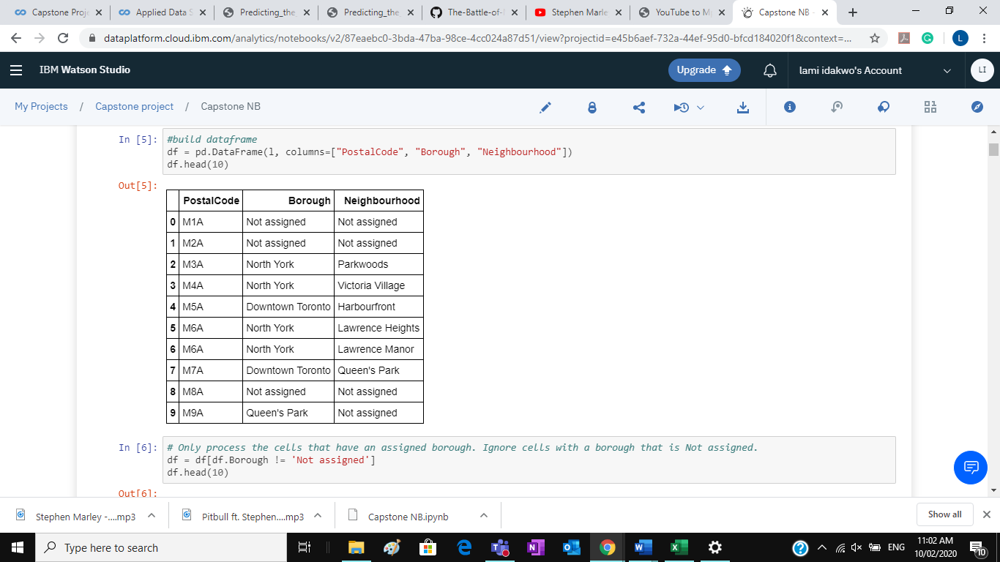 Capstone Proje
Applied Data S
Predicting_the
Predicting_the
The-Battle-of-
Stephen Marle
YouTube to M
Capstone NB -
dataplatform.cloud.ibm.com/analytics/notebooks/v2/87eaebc0-3bda-47ba-98ce-4cc024a87d51/view?projectid=e45b6aef-732a-44ef-95d0-bfcd184020f1&context=...
L
IBM Watson Studio
Upgrade
lami idakwo's Account
LI
My Projects / Capstone project / Capstone NB
In [5]: #build dataframe
df = pd.DataFrame(l, columns=["PostalCode", "Borough", "Neighbourhood"])
df.head(10)
Out[5]:
PostalCode Borough Neighbourhood
0 M1A Not assigned Not assigned
1 M2A Not assigned Not assigned
2 M3A North York Parkwoods
3 M4A North York Victoria Village
4 M5A Downtown Toronto Harbourfront
5 M6A North York Lawrence Heights
6 M6A North York Lawrence Manor
7 M7A Downtown Toronto Queen's Park
8 M8A Not assigned Not assigned
9 M9A Queen's Park Not assigned
In [6]: # Only process the cells that have an assigned borough. Ignore cells with a borough that is Not assigned.
df = df[df.Borough != 'Not assigned']
df.head(10)
Out[6]:
Stephen Marley -....mp3
Pitbull ft. Stephen....mp3
Capstone NB.ipynb
Show all
Type here to search
ENG
11:02 AM
10/02/2020
10